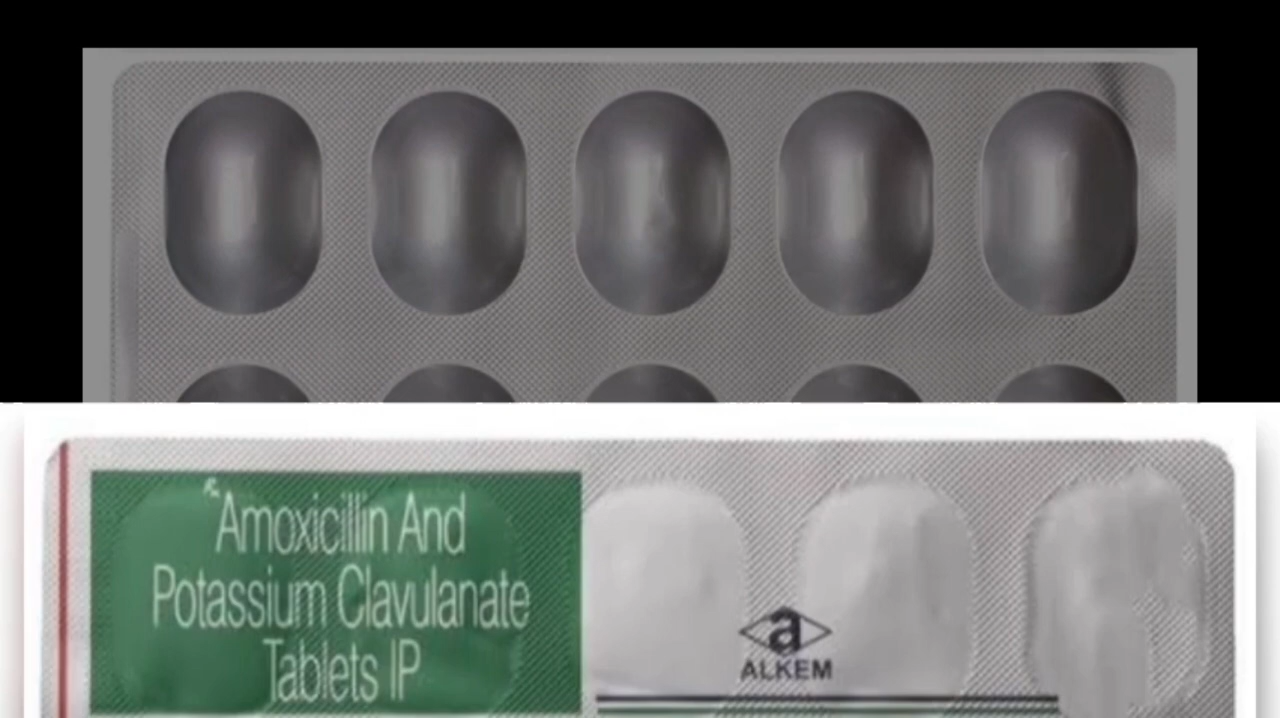 Amoxicillin And
Potassium Clavulanate
Tablets IP
a
ALKEM